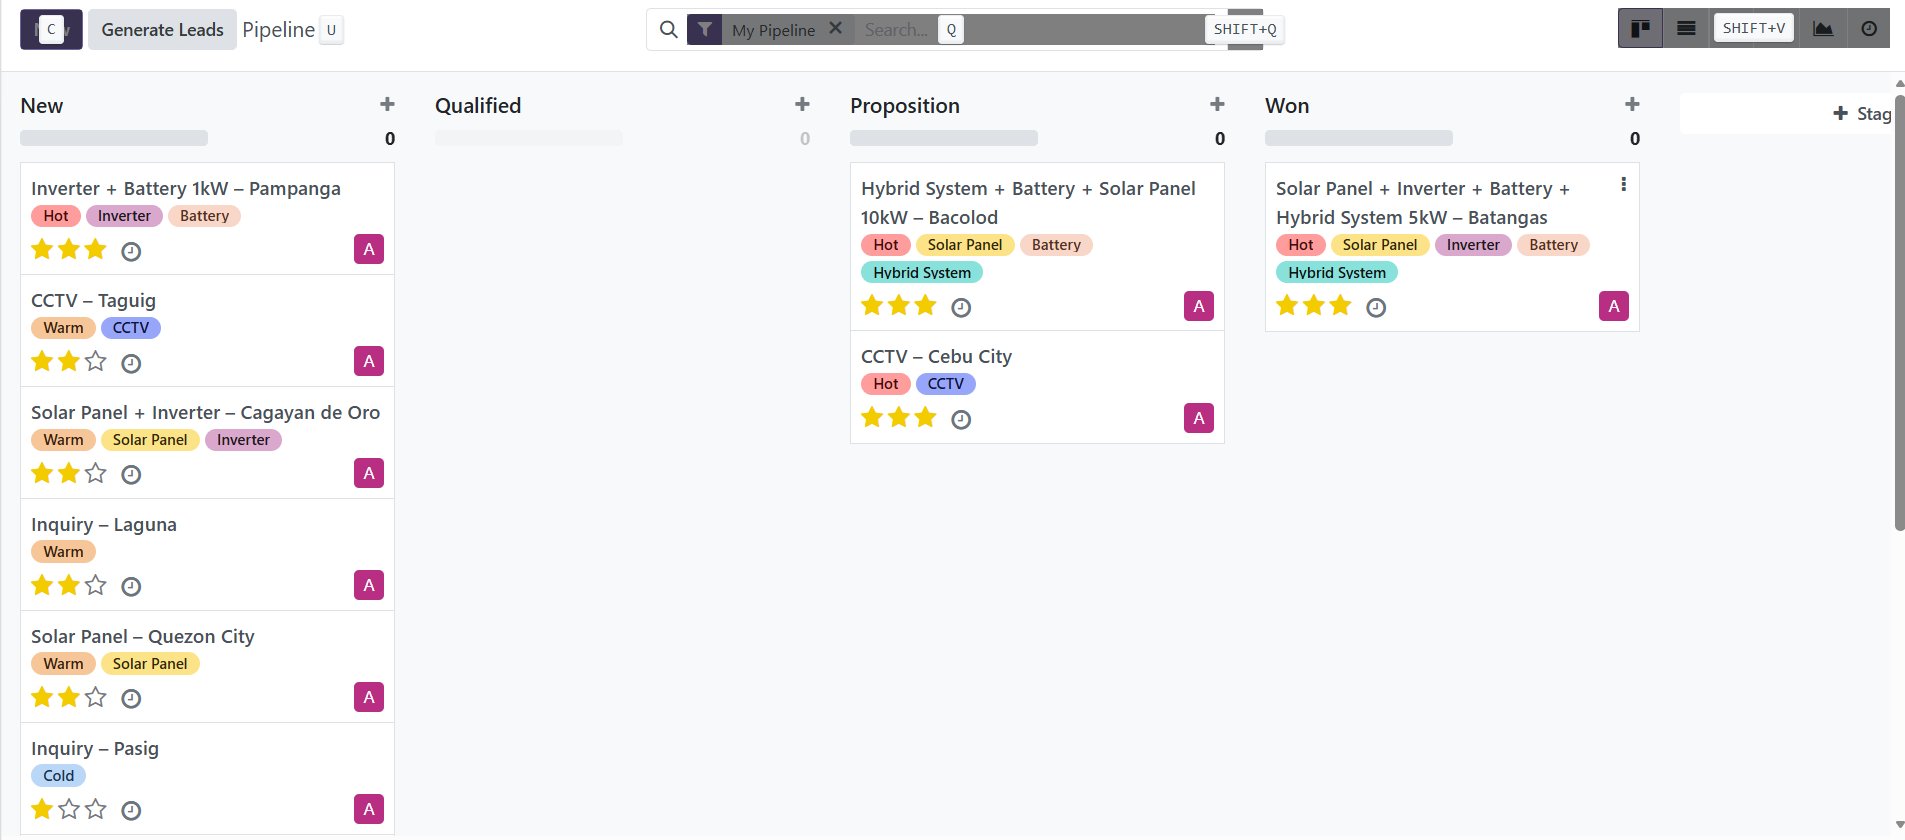 C
Generate Leads
Pipeline
U
My Pipeline
Search...
Q
SHIFT+Q
SHIFT+V
New
0
Inverter + Battery 1kW – Pampanga
Hot Inverter Battery
A
CCTV – Taguig
Warm CCTV
A
Solar Panel + Inverter – Cagayan de Oro
Warm Solar Panel Inverter
A
Inquiry – Laguna
Warm
A
Solar Panel – Quezon City
Warm Solar Panel
A
Inquiry – Pasig
Cold
A
Qualified
0
Proposition
0
Hybrid System + Battery + Solar Panel
10kW – Bacolod
Hot Solar Panel Battery
Hybrid System
A
CCTV – Cebu City
Hot CCTV
A
Won
0
Solar Panel + Inverter + Battery +
Hybrid System 5kW – Batangas
Hot Solar Panel Inverter Battery
Hybrid System
A
+ Stag